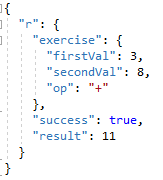 {
  "r": {
    "exercise": {
      "firstVal": 3,
      "secondVal": 8,
      "op": "+"
    },
    "success": true,
    "result": 11
  }
}